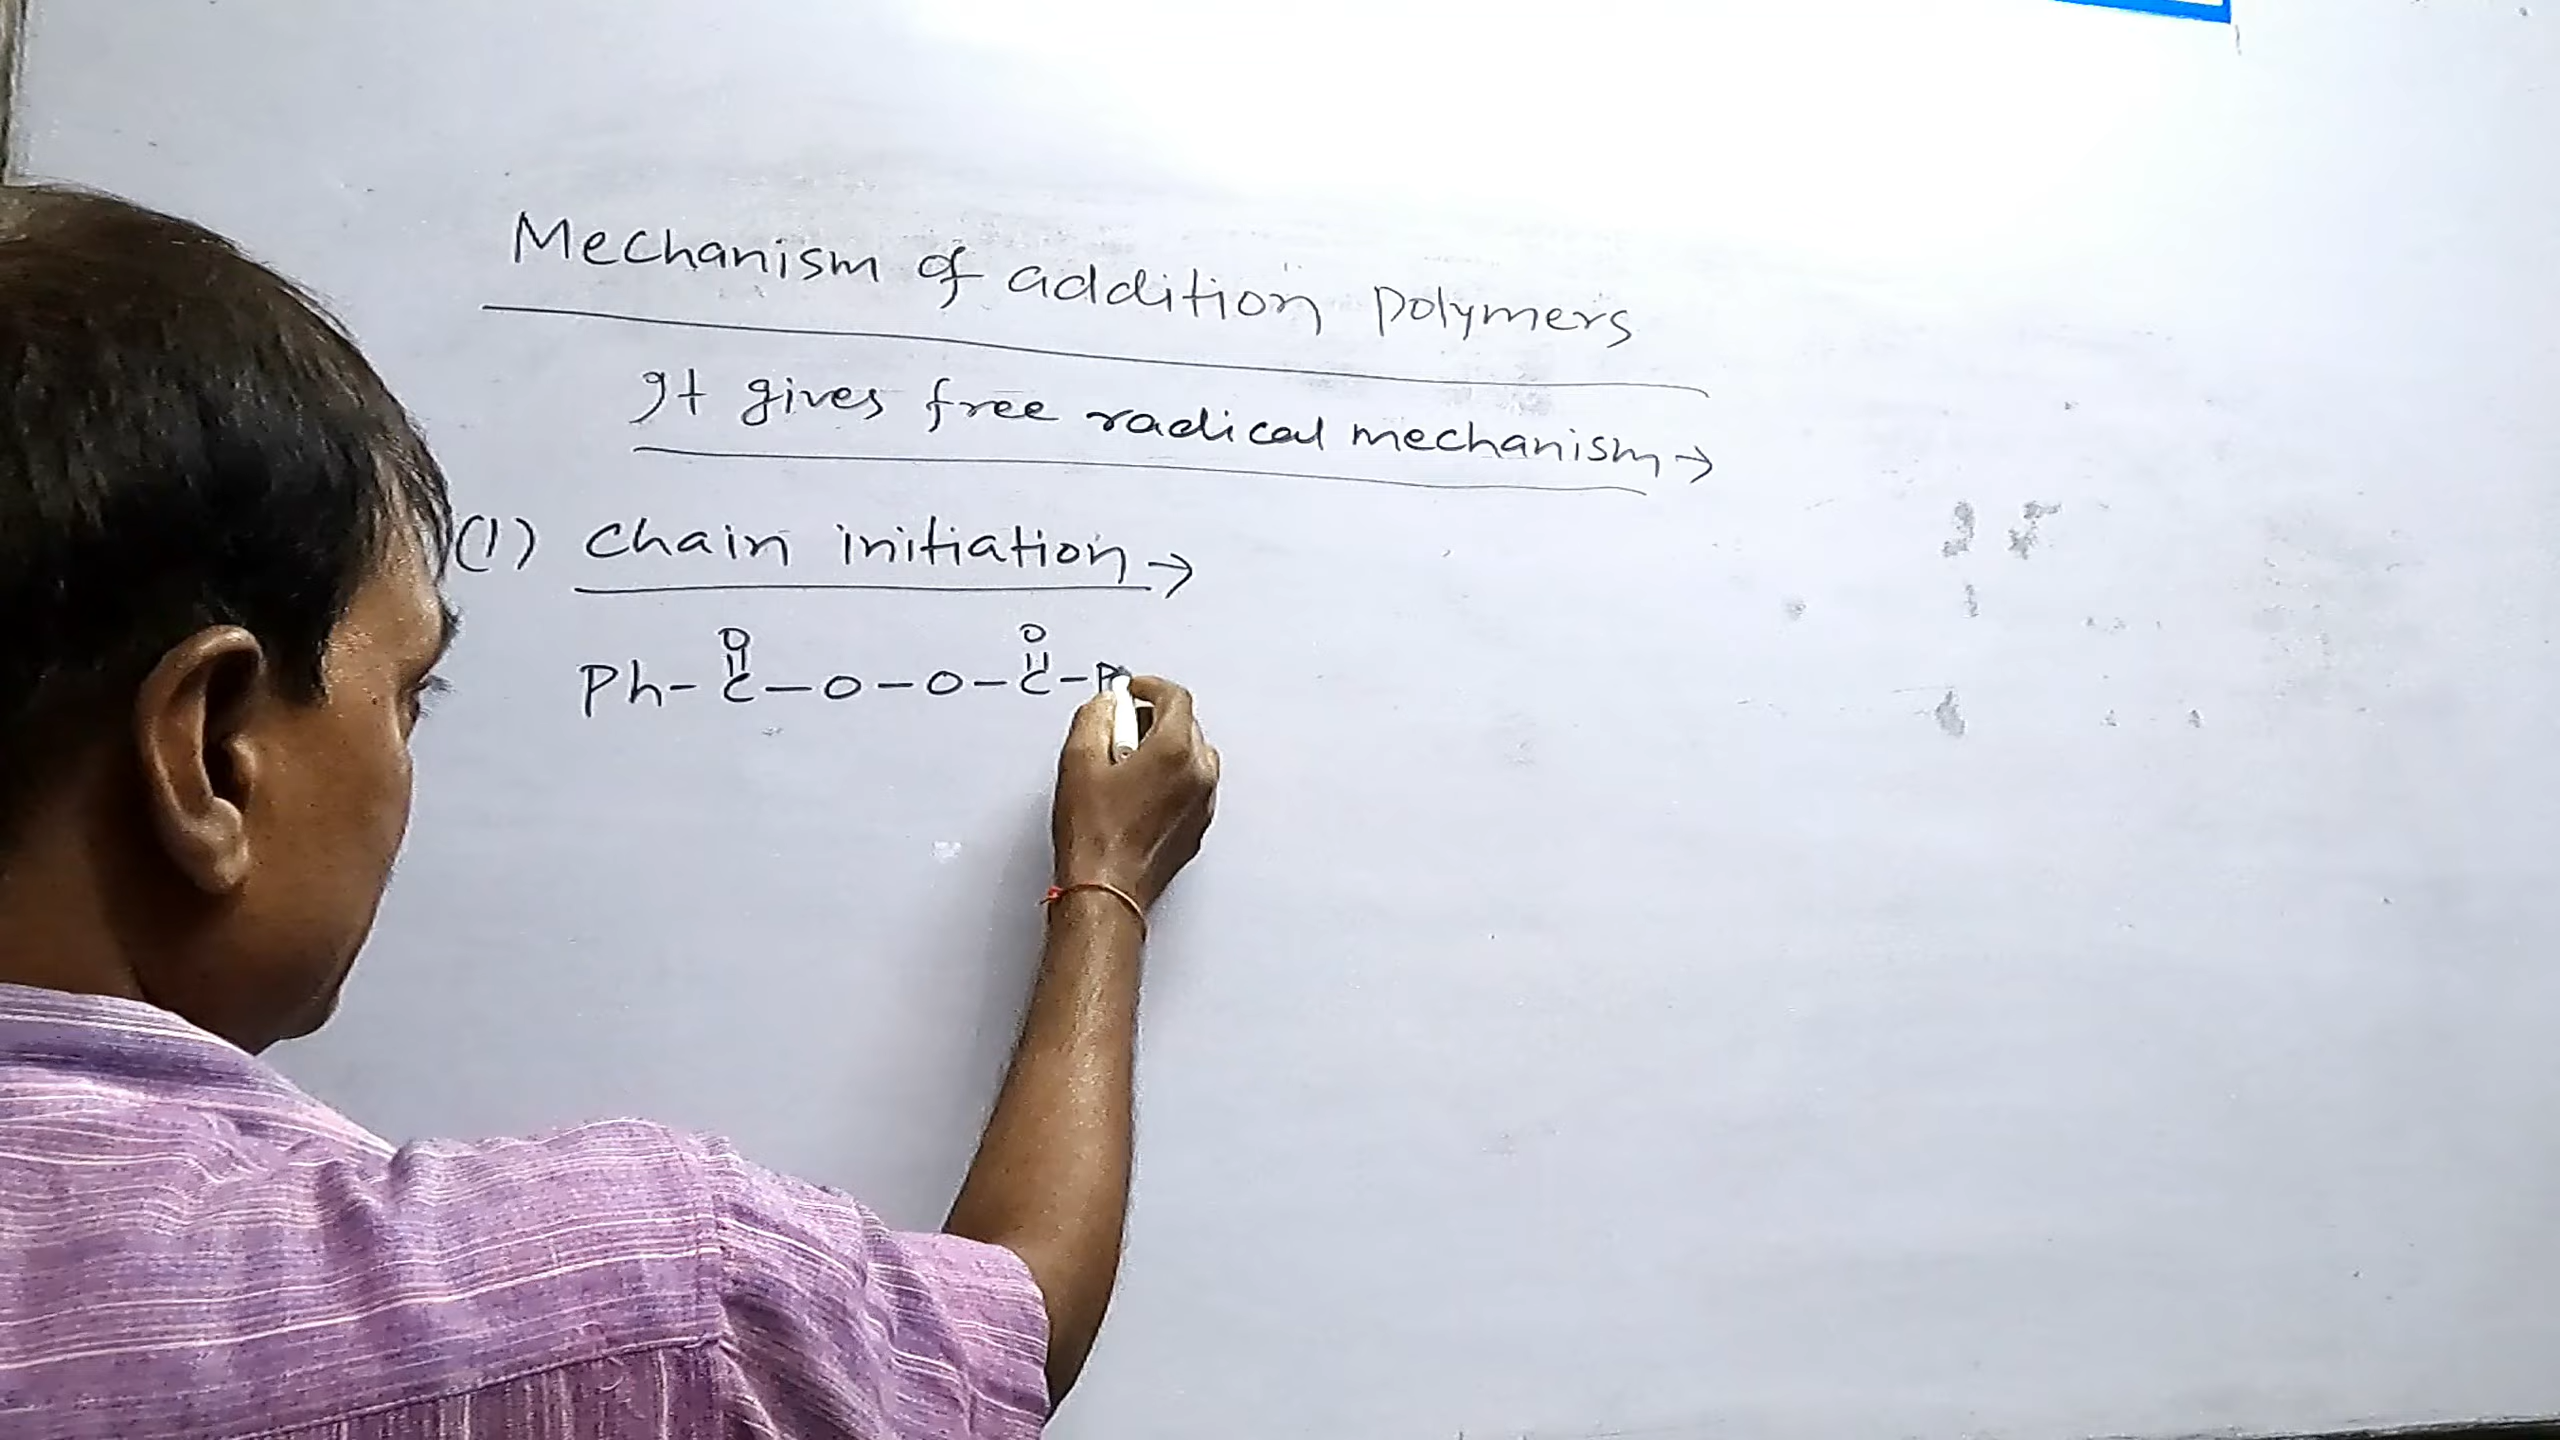 Mechanism of addition polymers
It gives free radical mechanism →
(1) Chain initiation →
O O
Ph-C-O-O-C-P